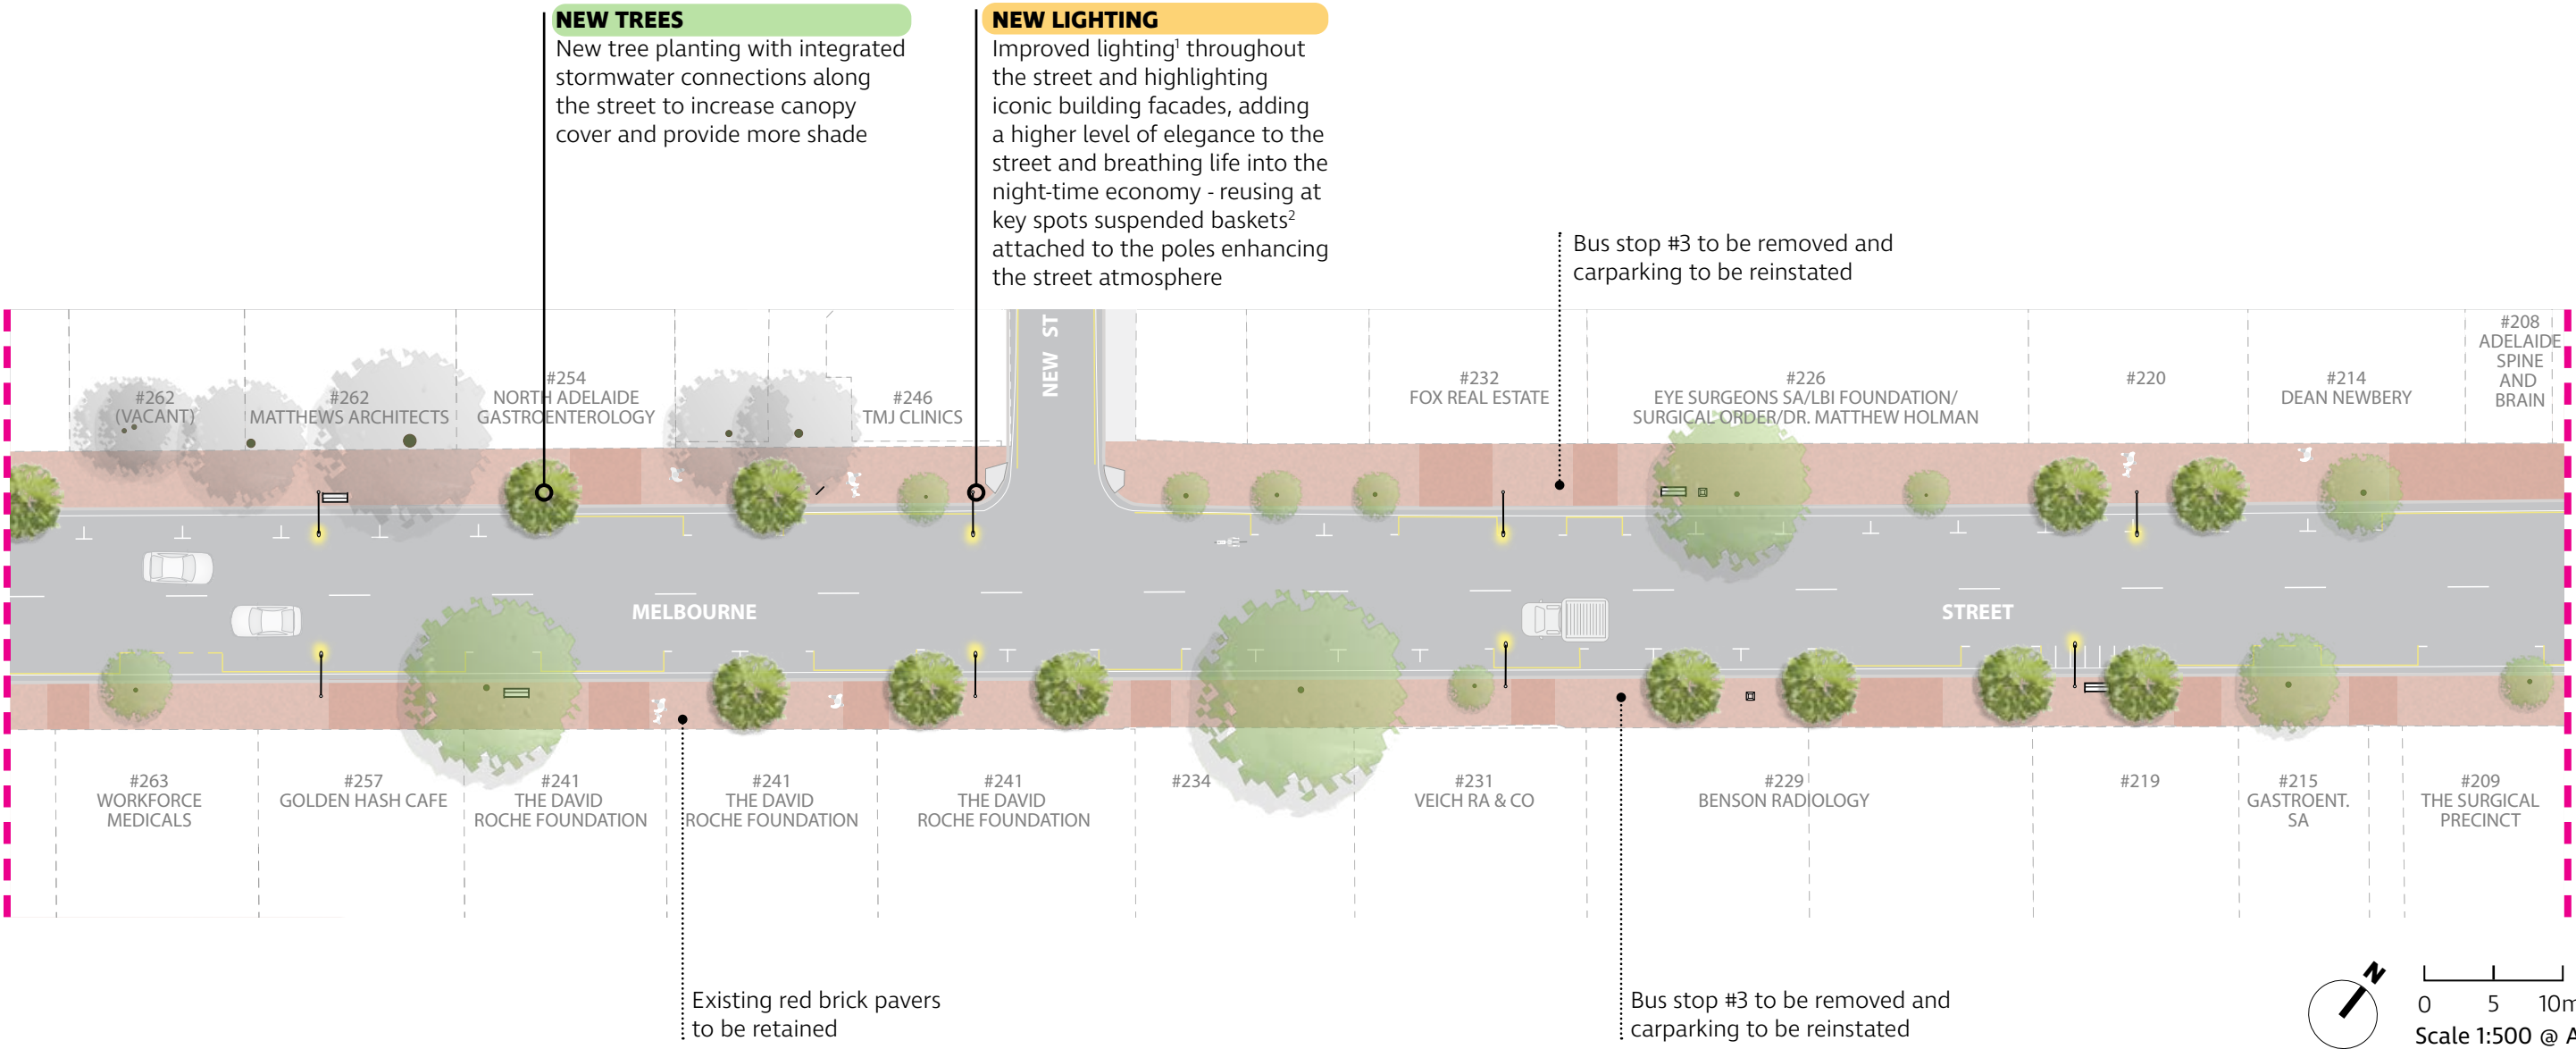 NEW TREES
New tree planting with integrated
stormwater connections along
the street to increase canopy
cover and provide more shade
NEW LIGHTING
Improved lighting¹ throughout
the street and highlighting
iconic building facades, adding
a higher level of elegance to the
street and breathing life into the
night-time economy - reusing at
key spots suspended baskets²
attached to the poles enhancing
the street atmosphere
Bus stop #3 to be removed and
carparking to be reinstated
#262
(VACANT)
#262
MATTHEWS ARCHITECTS
#254
NORTH ADELAIDE
GASTROENTEROLOGY
#246
TMJ CLINICS
NEW ST
#232
FOX REAL ESTATE
#226
EYE SURGEONS SA/LBI FOUNDATION/
SURGICAL ORDER/DR. MATTHEW HOLMAN
#220
#214
DEAN NEWBERY
#208
ADELAIDE
SPINE
AND
BRAIN
MELBOURNE STREET
#263
WORKFORCE
MEDICALS
#257
GOLDEN HASH CAFE
#241
THE DAVID
ROCHE FOUNDATION
#241
THE DAVID
ROCHE FOUNDATION
#241
THE DAVID
ROCHE FOUNDATION
#234
#231
VEICH RA & CO
#229
BENSON RADIOLOGY
#219
#215
GASTROENT.
SA
#209
THE SURGICAL
PRECINCT
Existing red brick pavers
to be retained
Bus stop #3 to be removed and
carparking to be reinstated
N
0 5 10m
Scale 1:500 @ A